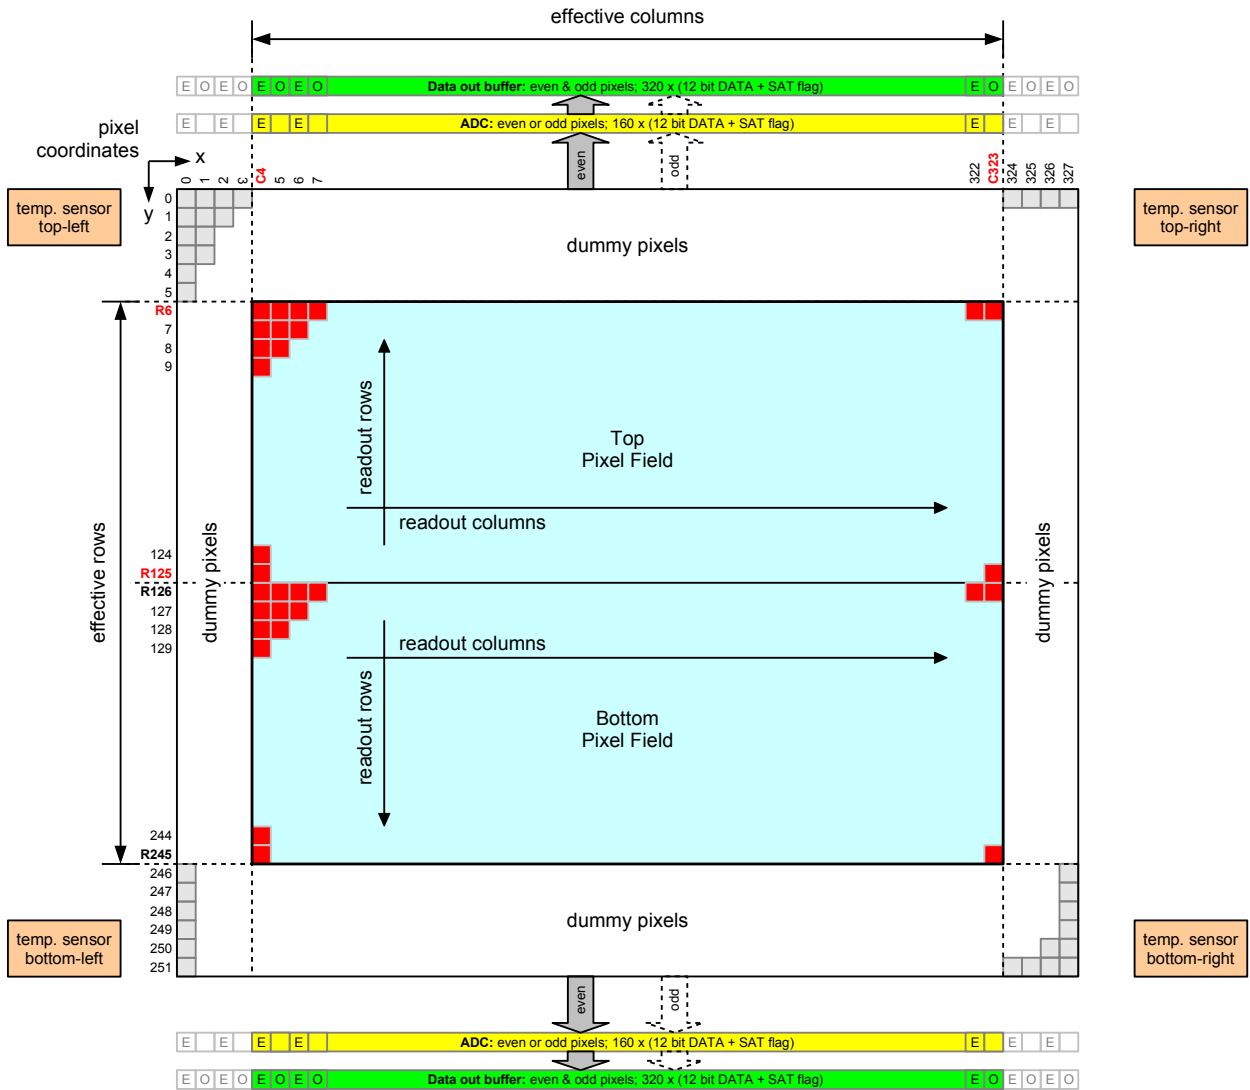 effective columns
E O E O E O E O Data out buffer: even & odd pixels; 320 x (12 bit DATA + SAT flag) E O E O E O
E E E E ADC: even or odd pixels; 160 x (12 bit DATA + SAT flag) E E E
pixel
coordinates
x
y
even
odd
0 1 2 3 C4 5 6 7 322 C323 324 325 326 327
temp. sensor
top-left
temp. sensor
top-right
0
1
2
3
4
5
dummy pixels
R6
7
8
9
readout rows
Top
Pixel Field
readout columns
effective rows
dummy pixels
dummy pixels
124
R125
R126
127
128
129
readout columns
readout rows
Bottom
Pixel Field
244
R245
246
247
248
249
250
251
dummy pixels
temp. sensor
bottom-left
temp. sensor
bottom-right
even
odd
E E E E ADC: even or odd pixels; 160 x (12 bit DATA + SAT flag) E E E
E O E O E O E O Data out buffer: even & odd pixels; 320 x (12 bit DATA + SAT flag) E O E O E O